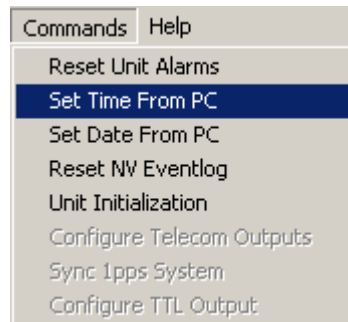 Commands Help
Reset Unit Alarms
Set Time From PC
Set Date From PC
Reset NV Eventlog
Unit Initialization
Configure Telecom Outputs
Sync 1pps System
Configure TTL Output